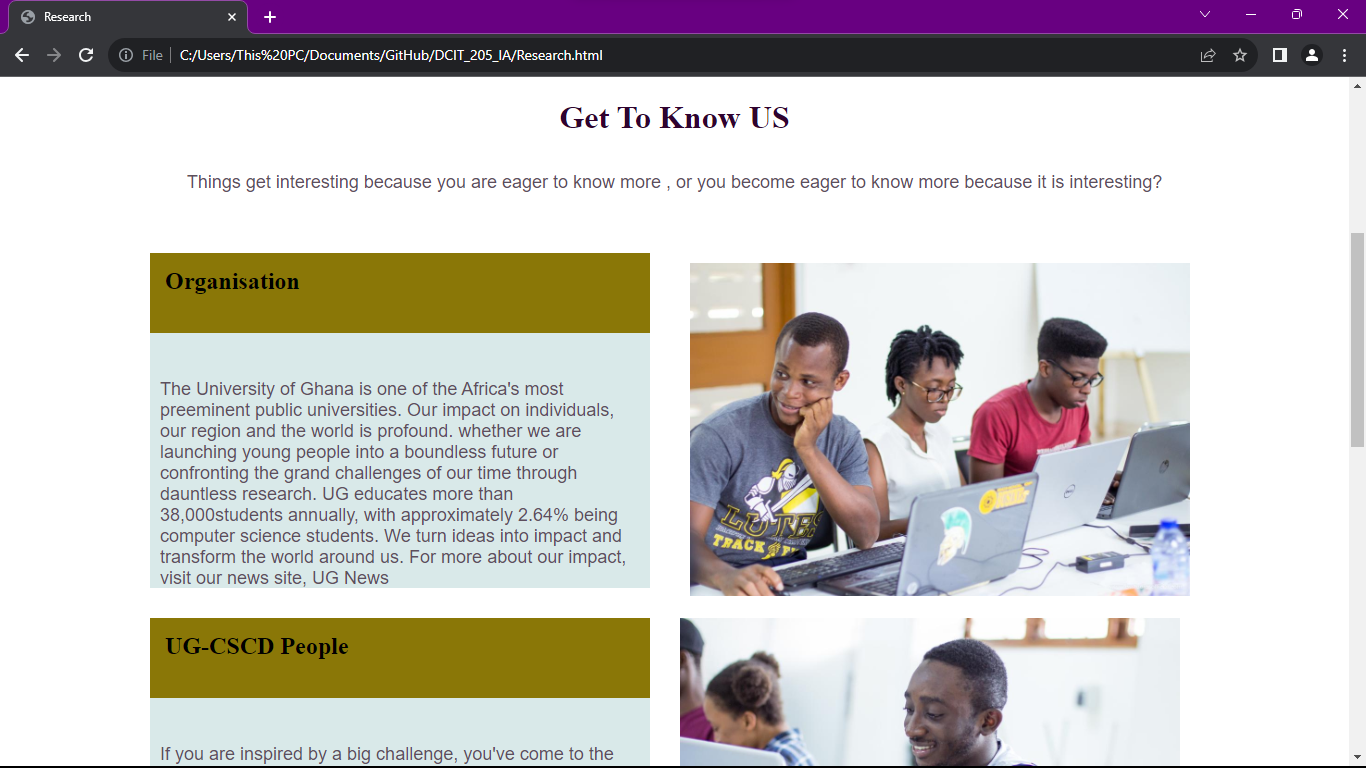 Research
File
C:/Users/This%20PC/Documents/GitHub/DCIT_205_IA/Research.html
Get To Know US
Things get interesting because you are eager to know more , or you become eager to know more because it is interesting?
Organisation
The University of Ghana is one of the Africa's most
preeminent public universities. Our impact on individuals,
our region and the world is profound. whether we are
launching young people into a boundless future or
confronting the grand challenges of our time through
dauntless research. UG educates more than
38,000students annually, with approximately 2.64% being
computer science students. We turn ideas into impact and
transform the world around us. For more about our impact,
visit our news site, UG News
LUTES
TRACK
DELL
UG-CSCD People
If you are inspired by a big challenge, you've come to the